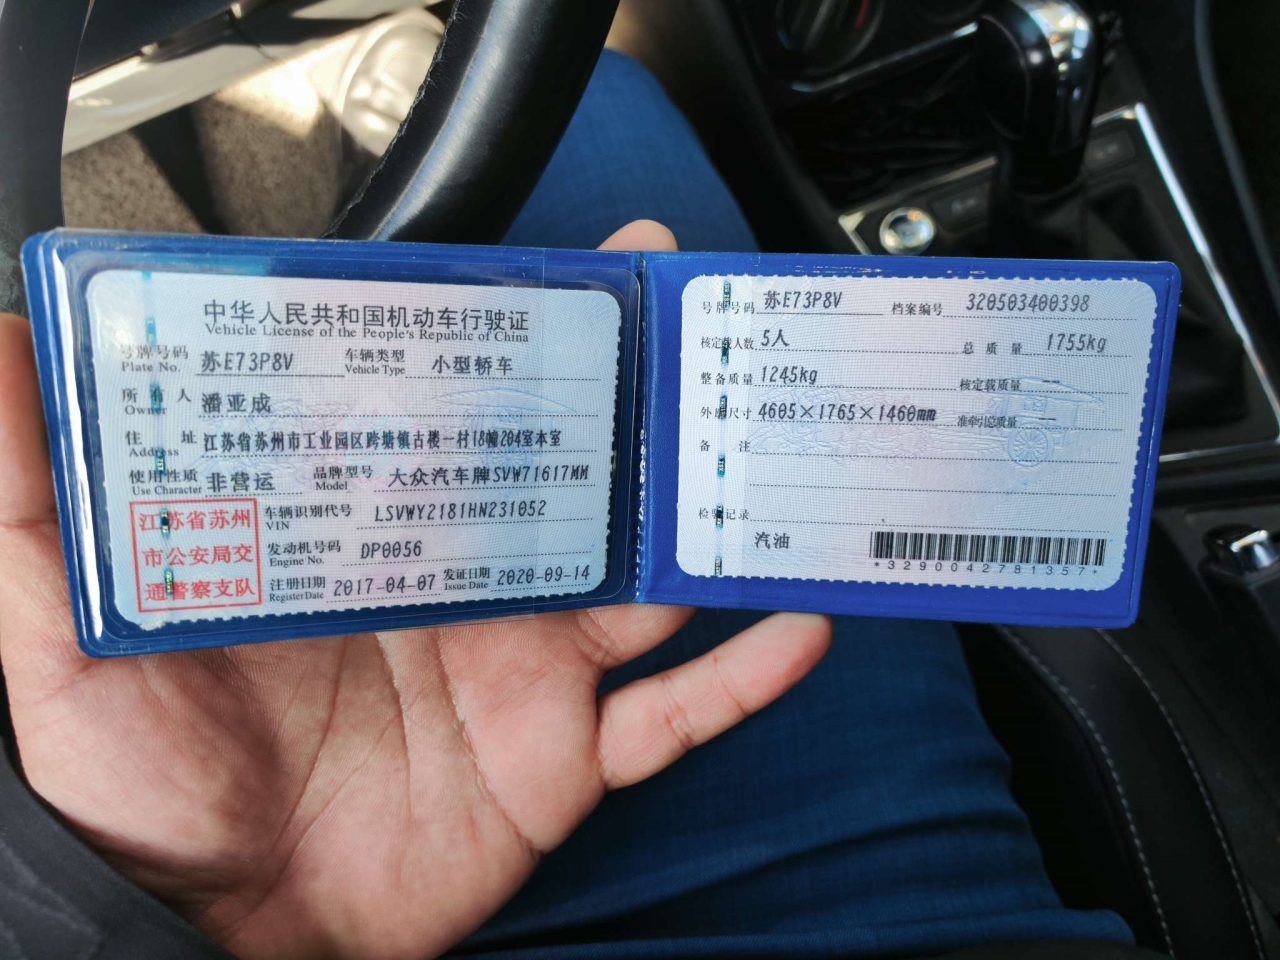 中华人民共和国机动车行驶证
Vehicle License of the People's Republic of China
号牌号码 苏E73P8V 车辆类型 小型轿车
Plate No. Vehicle Type
所有人 潘亚成
Owner
住址 江苏省苏州市工业园区跨塘镇古楼一村18幢204室本室
Address
使用性质 非营运 品牌型号 大众汽车牌SVW71617MM
Use Character Model
江苏省苏州
市公安局交
通警察支队
车辆识别代号 LSVWY2181HN231052
VIN
发动机号码 DP0056
Engine No.
注册日期 2017-04-07 发证日期 2020-09-14
Register Date Issue Date
号牌号码 苏E73P8V 档案编号 320503400398
核定载人数 5人 总质量 1755kg
整备质量 1245kg 核定载质量 --
外廓尺寸 4605×1765×1460mm 准牵引总质量 --
备注
检验记录
汽油
*3290042781357*